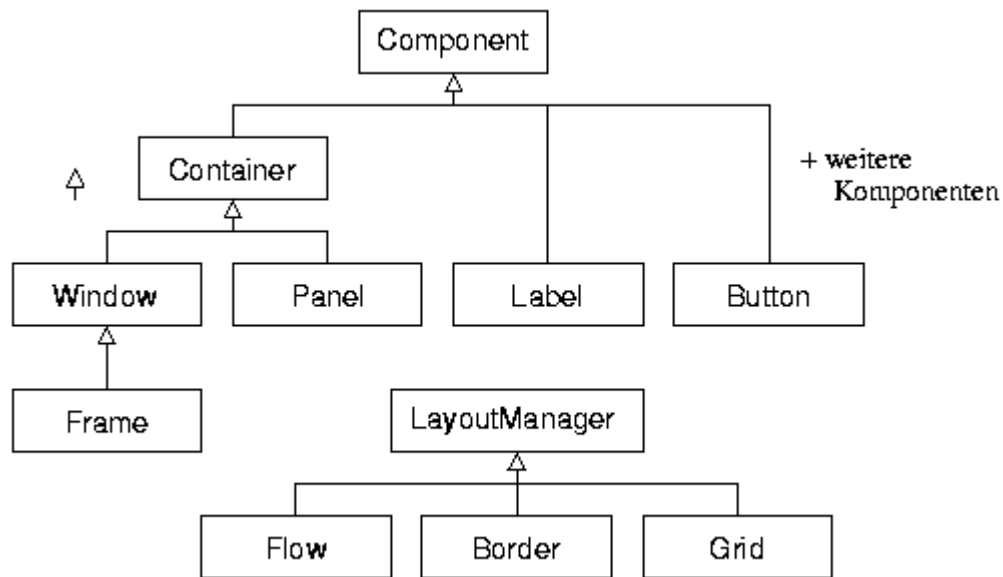 Component
Container
+ weitere
Komponenten
Window
Panel
Label
Button
Frame
LayoutManager
Flow
Border
Grid